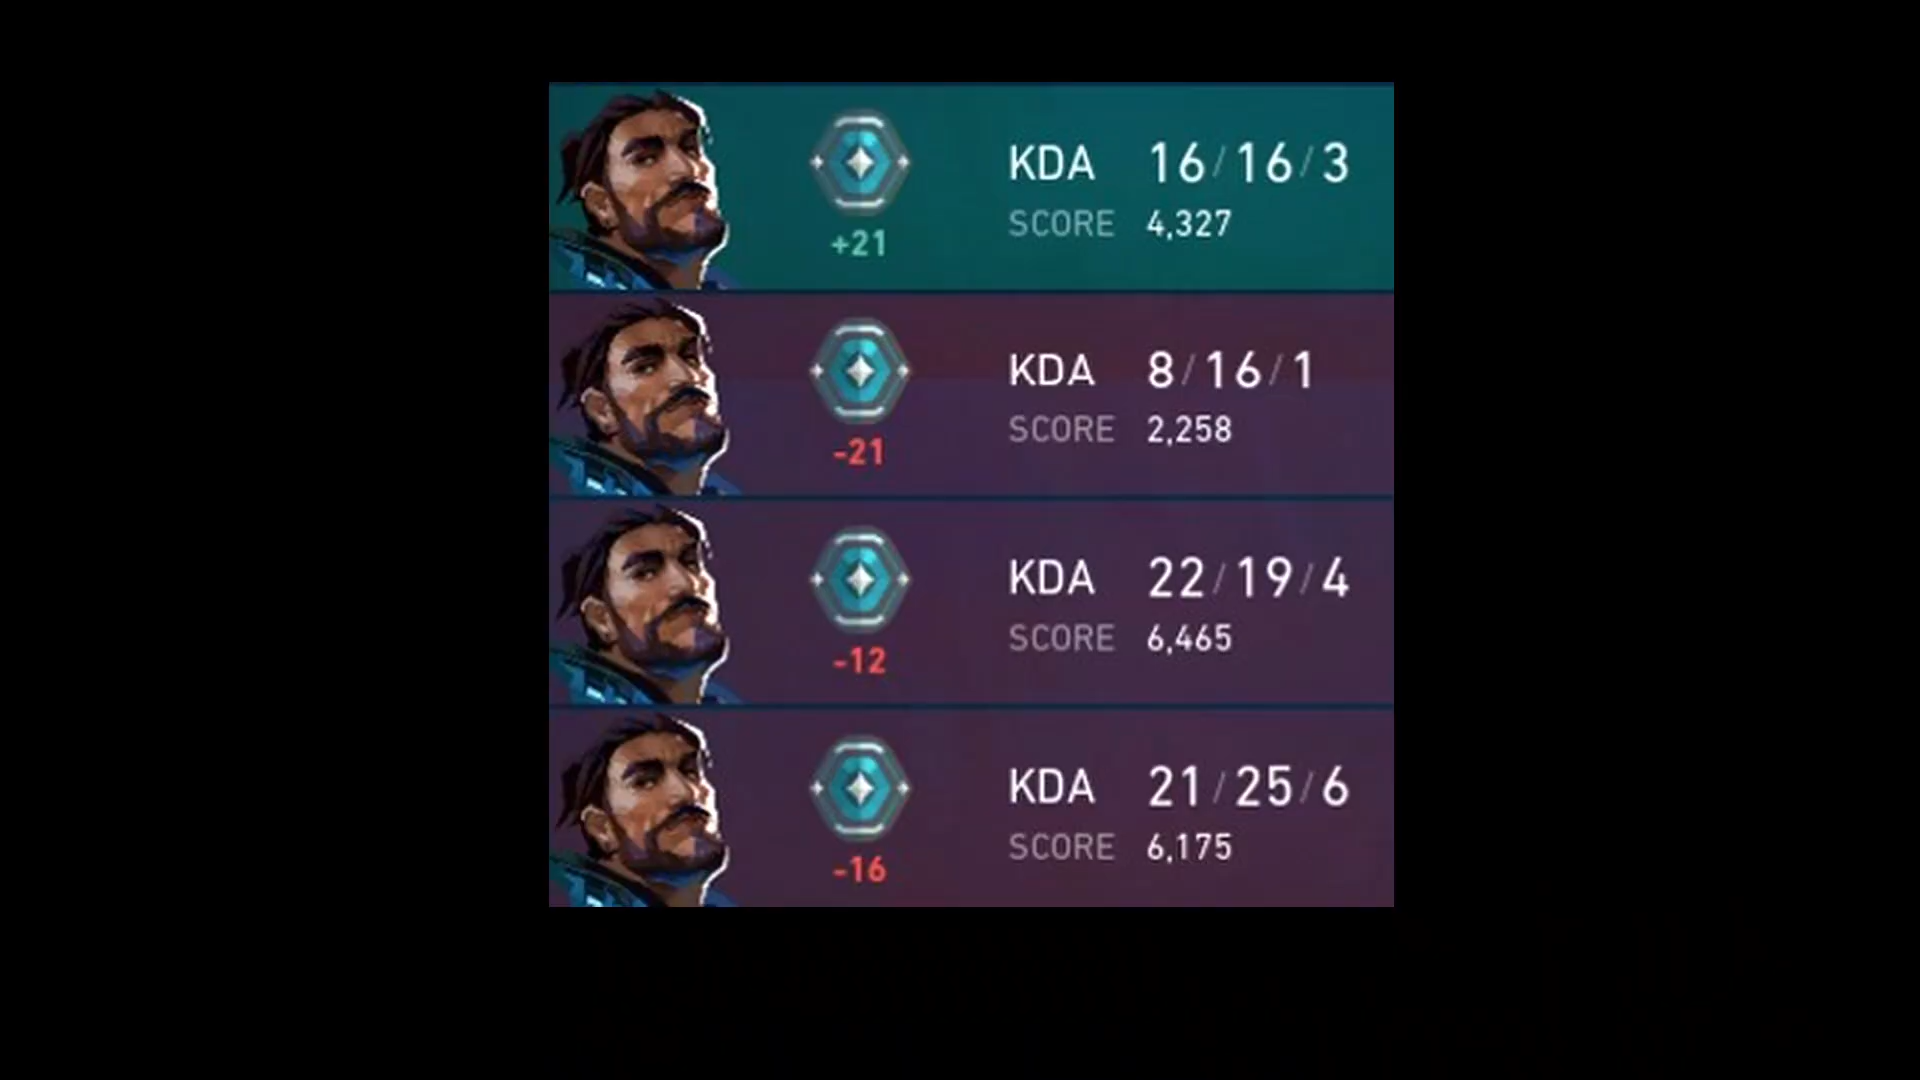 KDA 16/16/3
+21 SCORE 4,327
KDA 8/16/1
-21 SCORE 2,258
KDA 22/19/4
-12 SCORE 6,465
KDA 21/25/6
-16 SCORE 6,175